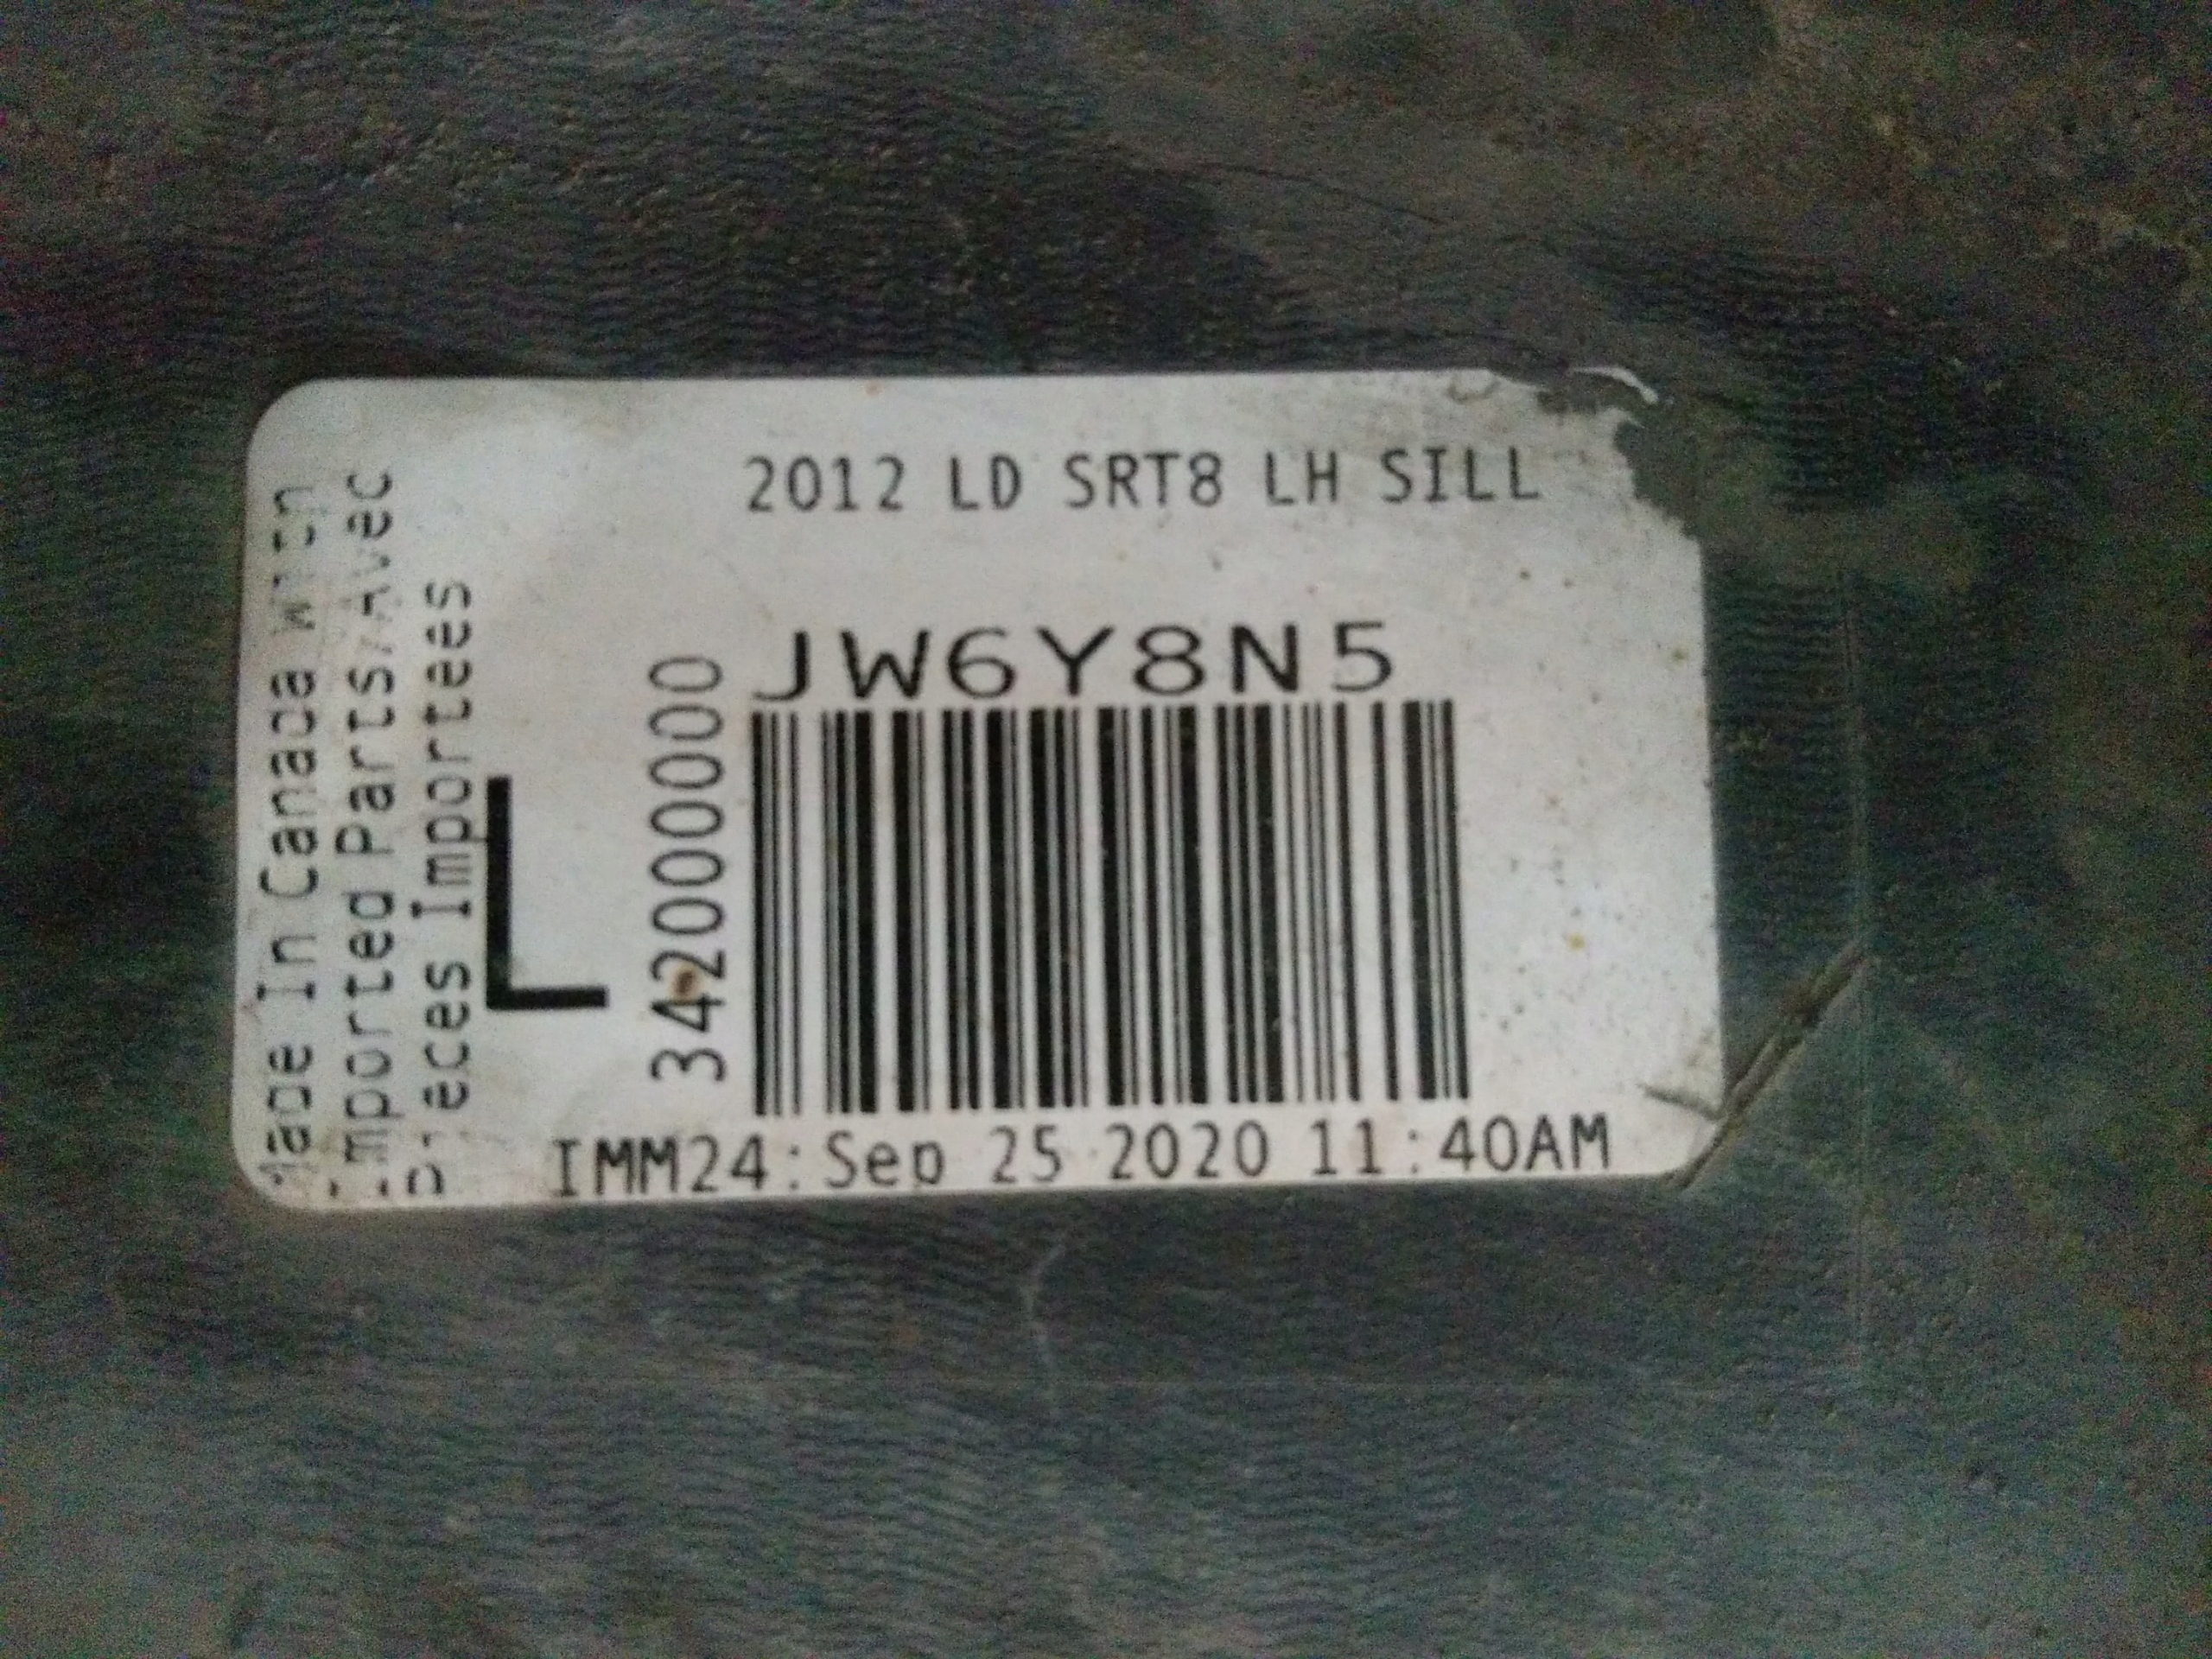 2012 LD SRT8 LH SILL
JW6Y8N5
Made In Canada With
Imported Parts/Avec
Pieces Importees
L
3420000000
IMM24:Sep 25 2020 11:40AM